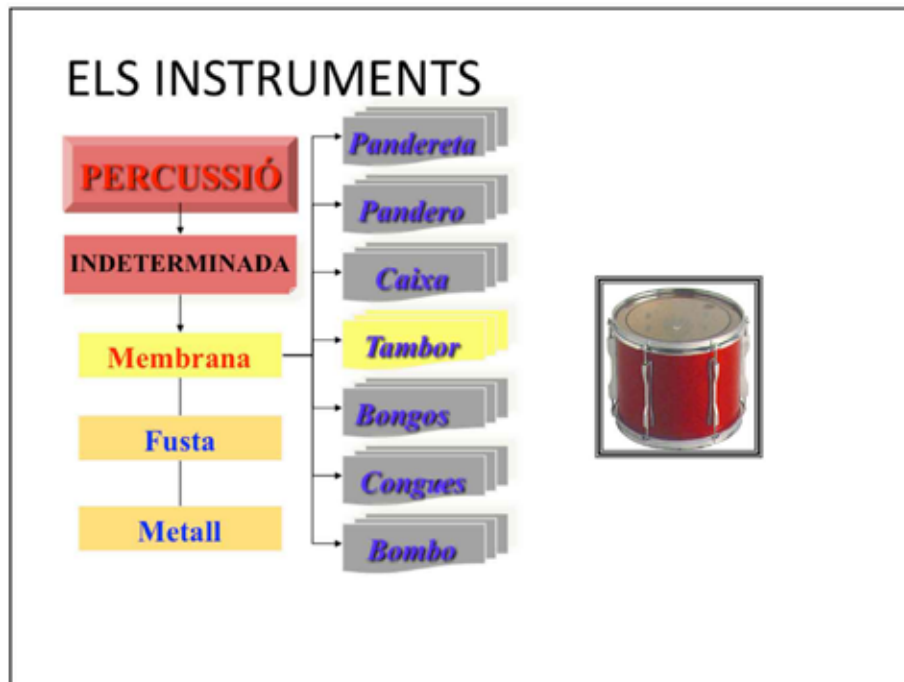 ELS INSTRUMENTS
PERCUSSIÓ
INDETERMINADA
Membrana
Fusta
Metall
Pandereta
Pandero
Caixa
Tambor
Bongos
Congues
Bombo